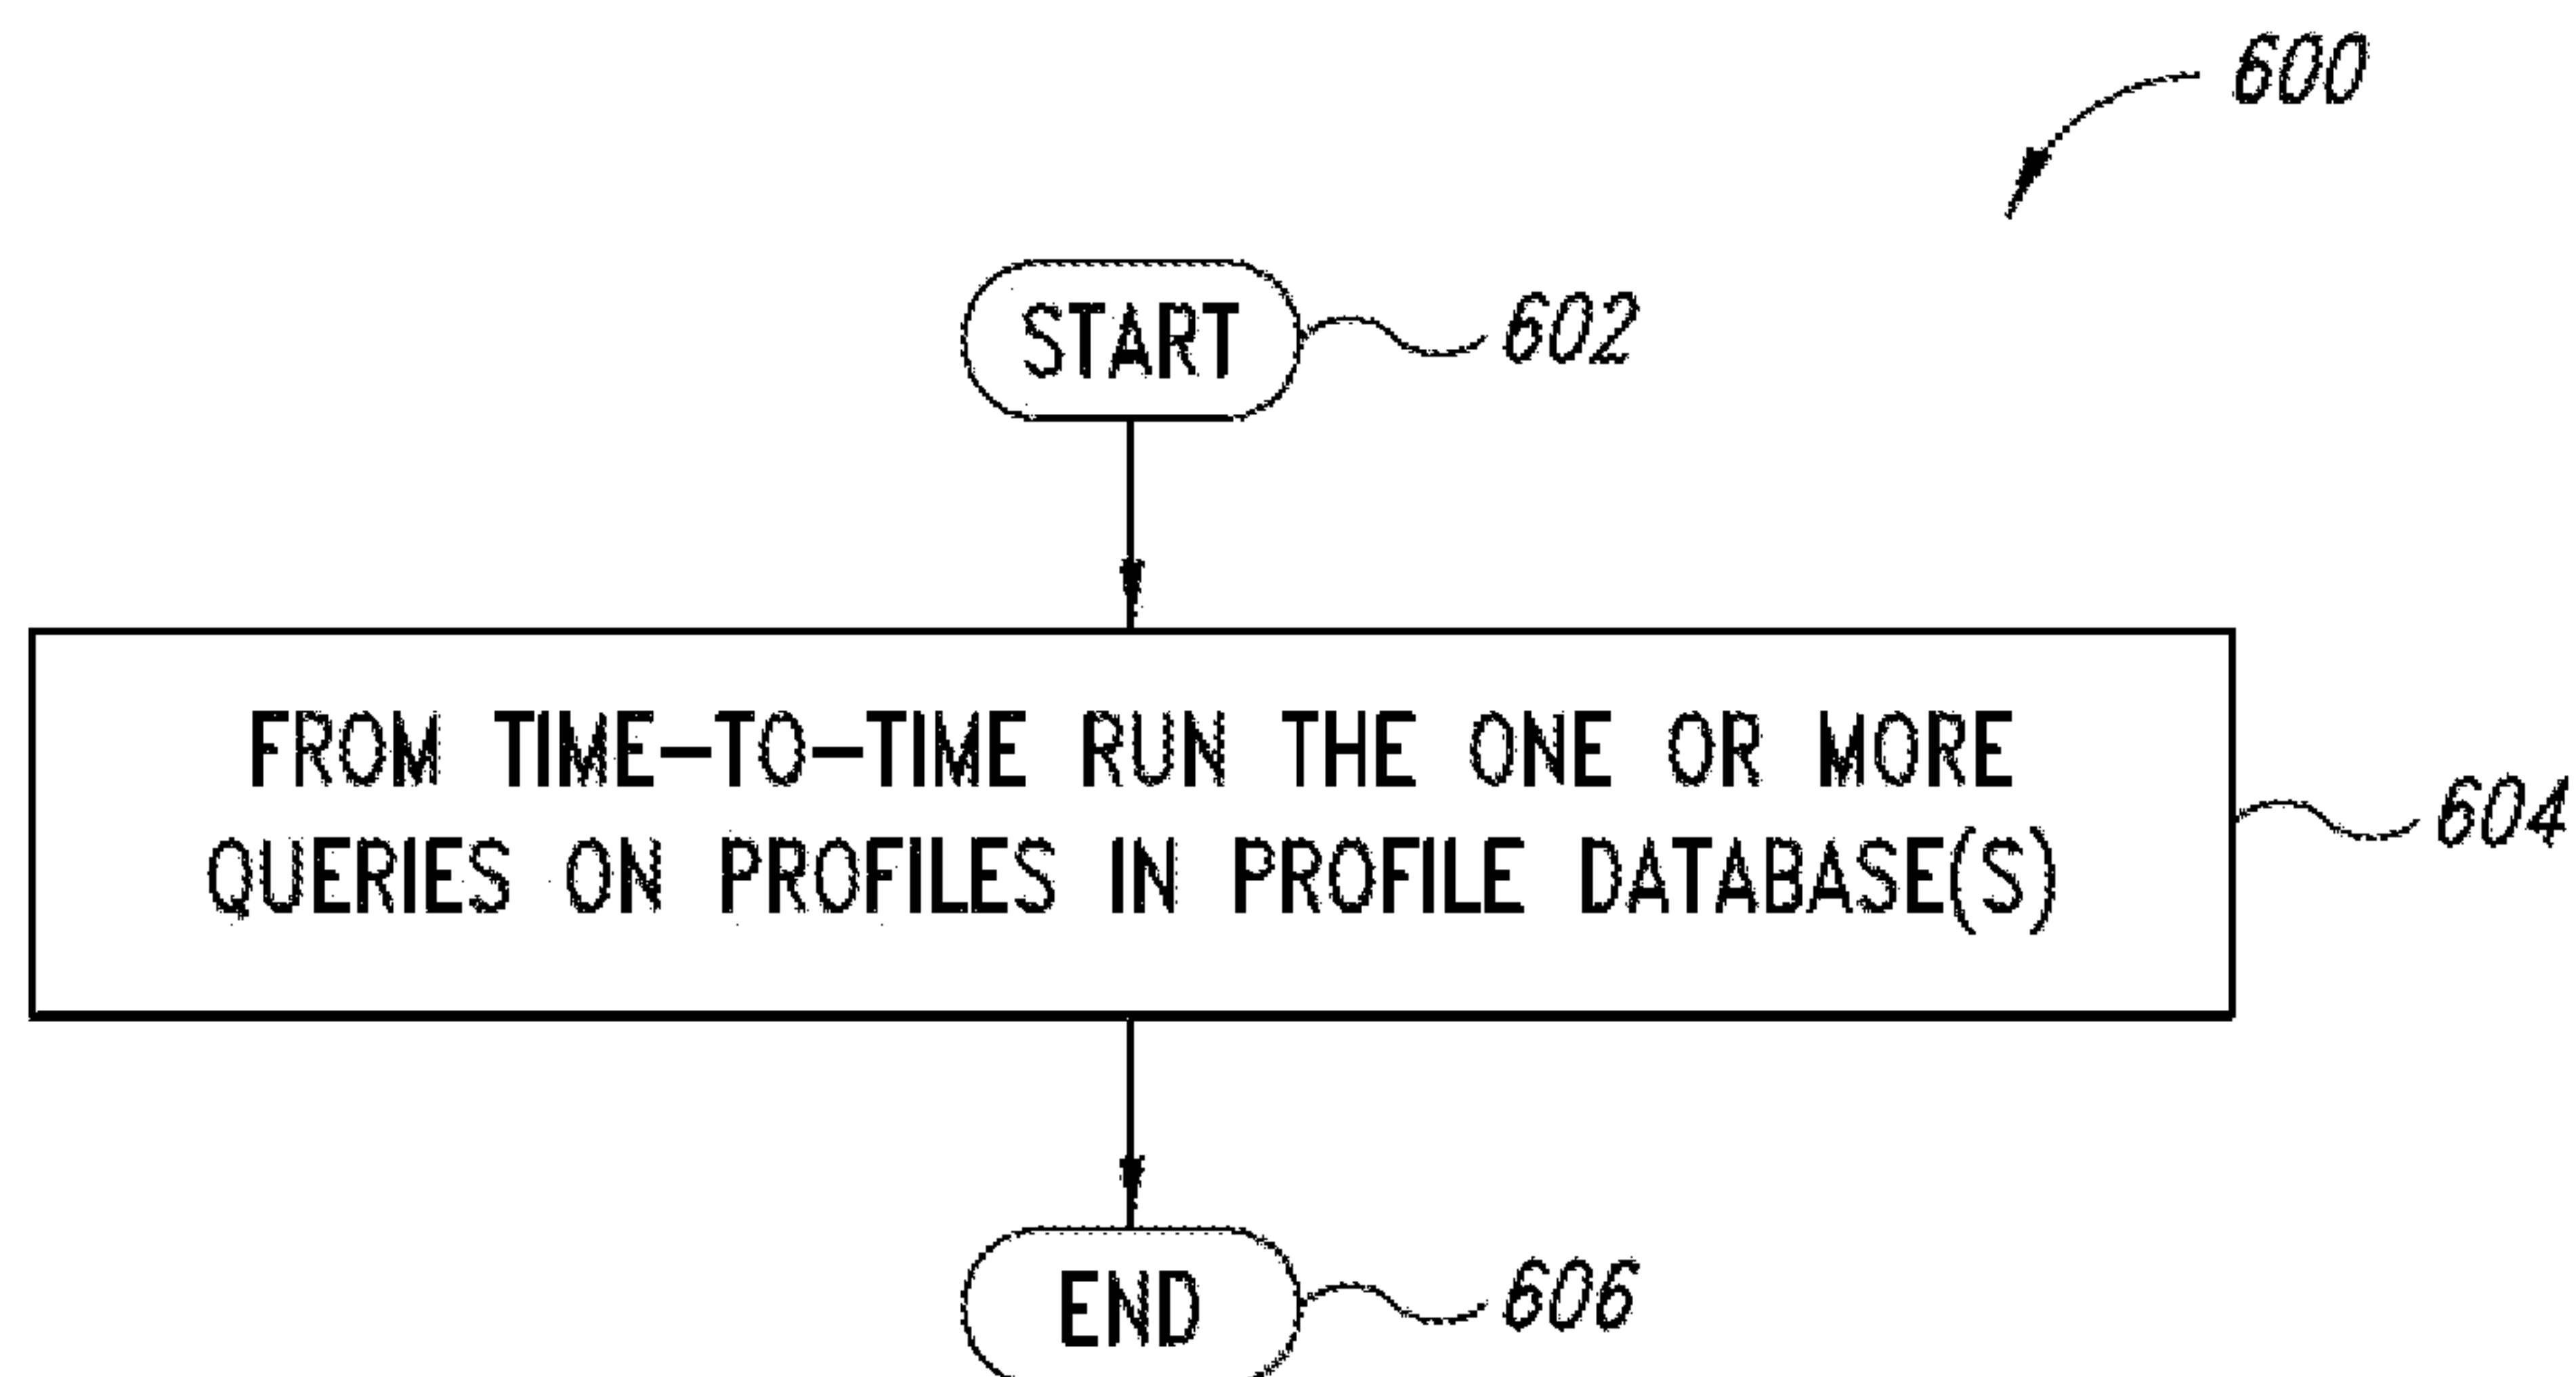 600
START
602
FROM TIME-TO-TIME RUN THE ONE OR MORE
QUERIES ON PROFILES IN PROFILE DATABASE(S)
604
END
606